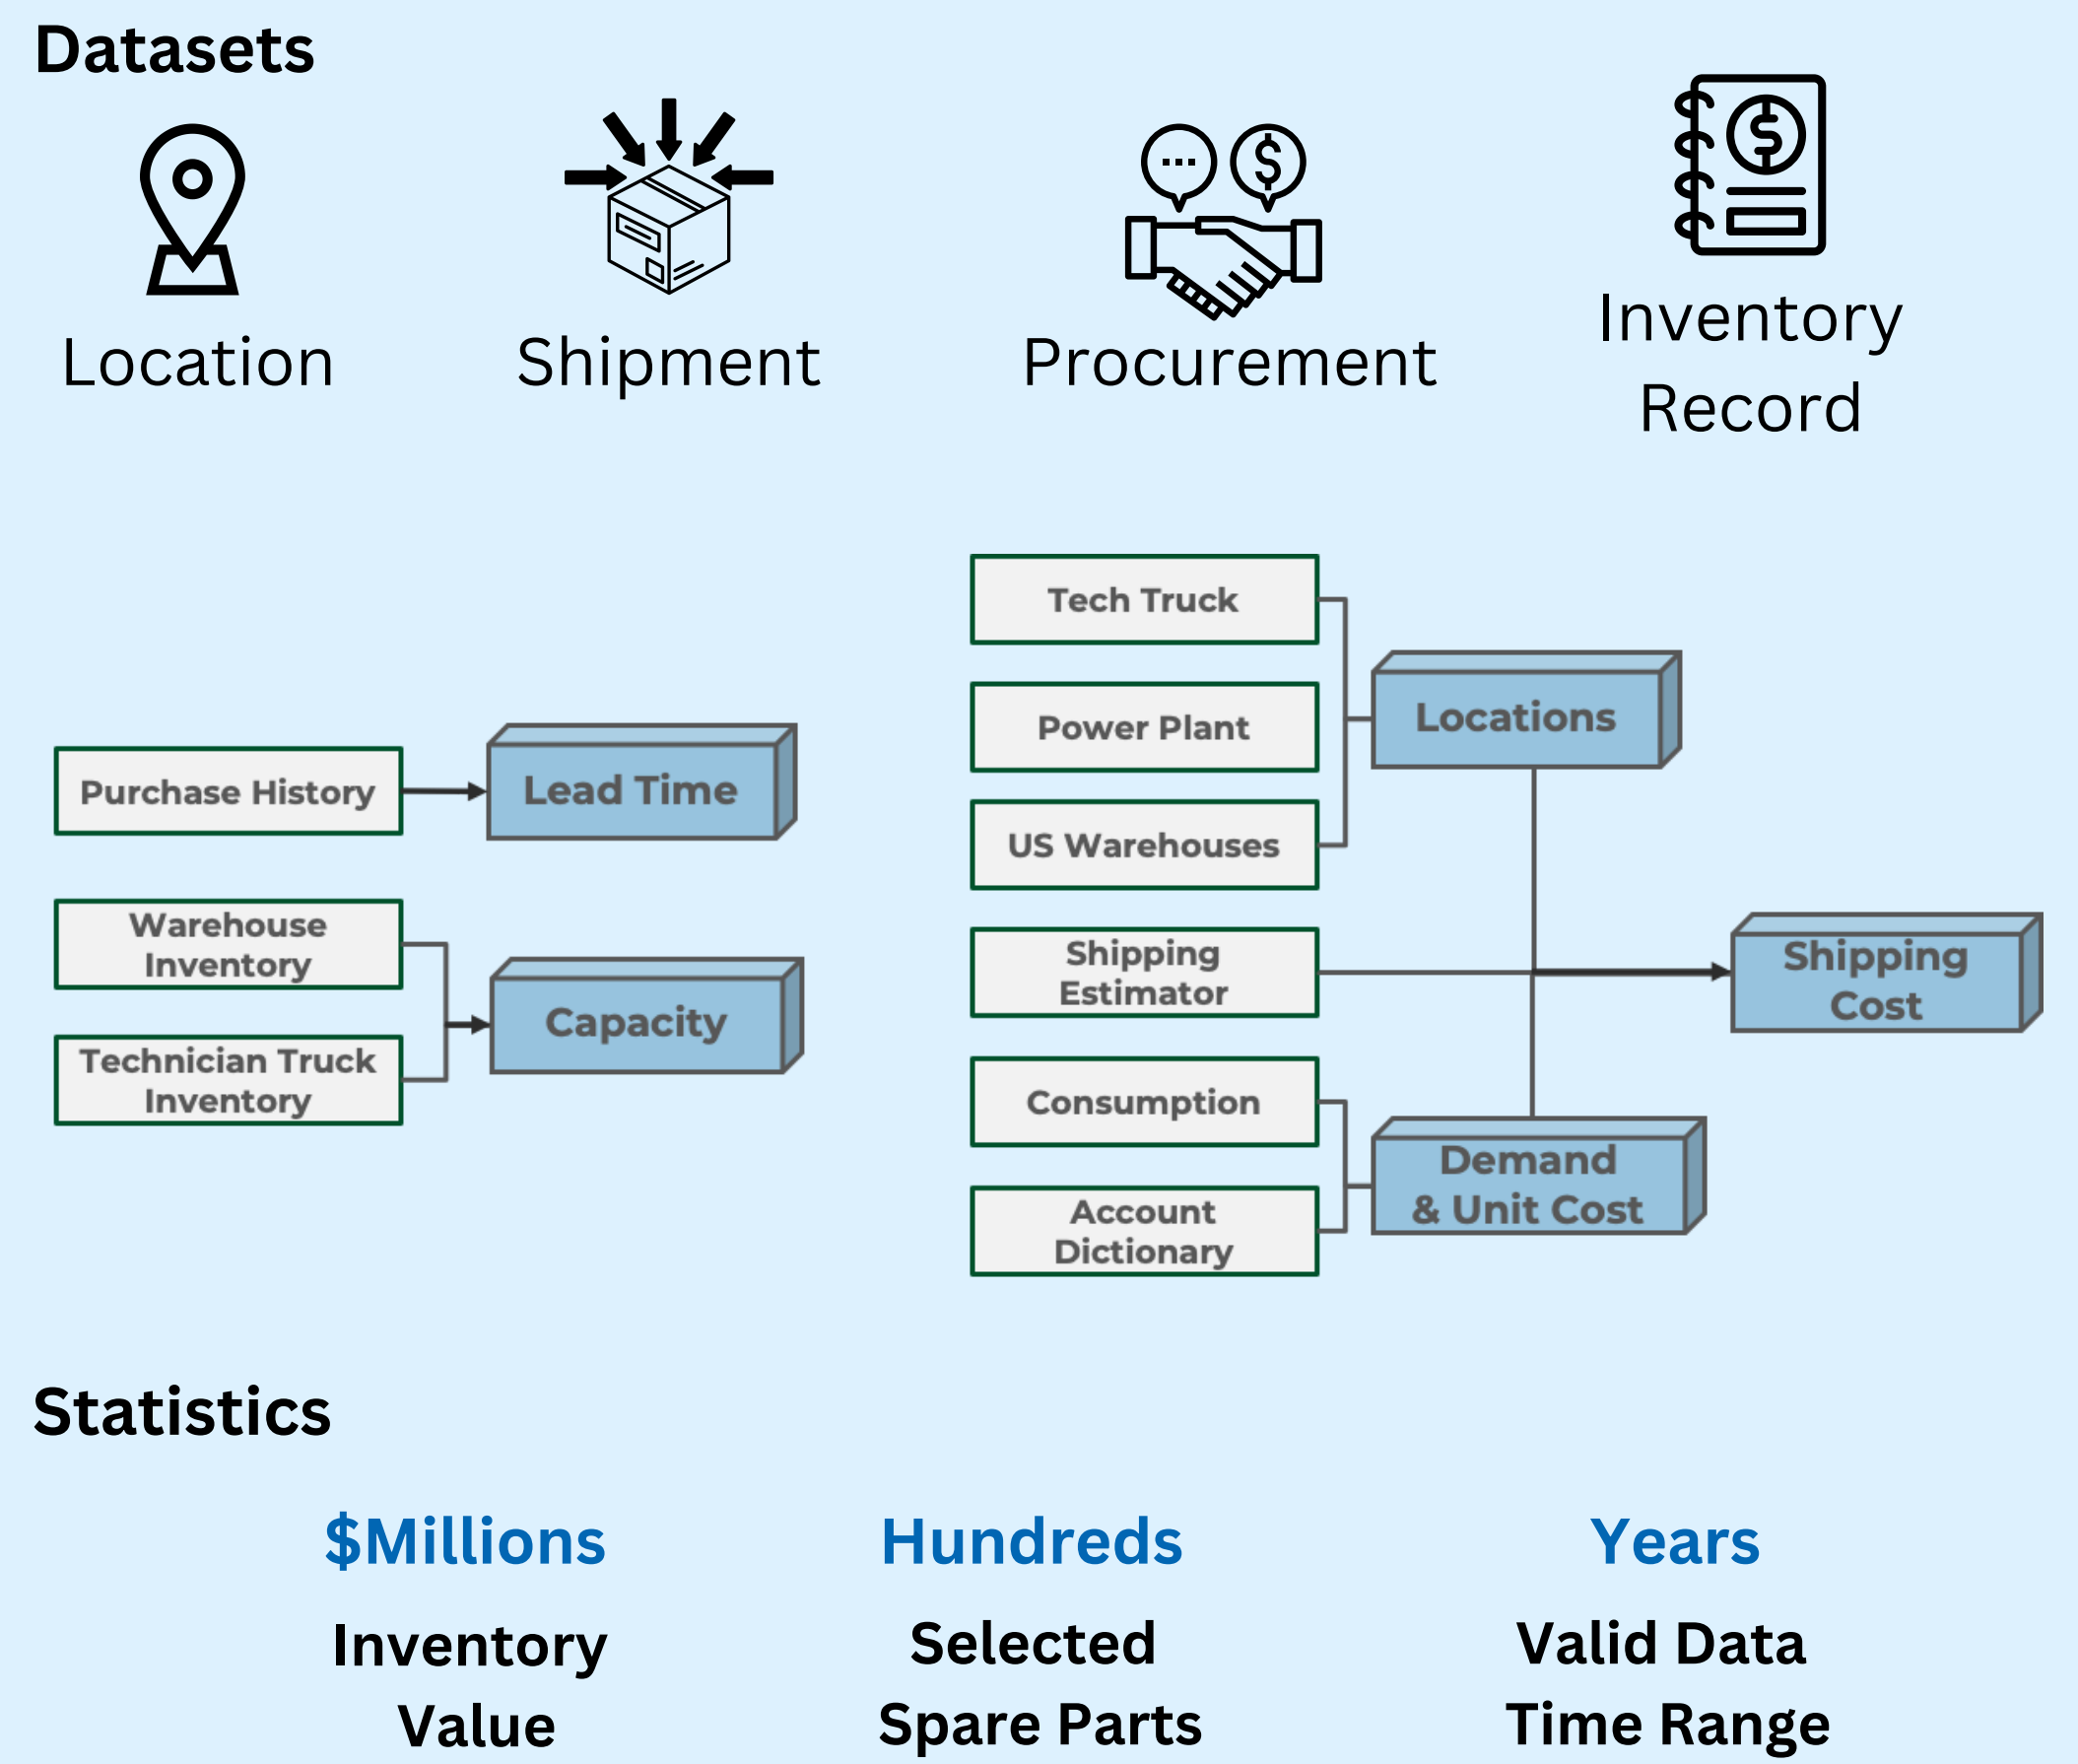 Datasets
Location
Shipment
Procurement
Inventory
Record
Purchase History
Lead Time
Warehouse
Inventory
Technician Truck
Inventory
Capacity
Tech Truck
Power Plant
US Warehouses
Locations
Shipping
Estimator
Consumption
Account
Dictionary
Demand
& Unit Cost
Shipping
Cost
Statistics
$Millions
Inventory
Value
Hundreds
Selected
Spare Parts
Years
Valid Data
Time Range